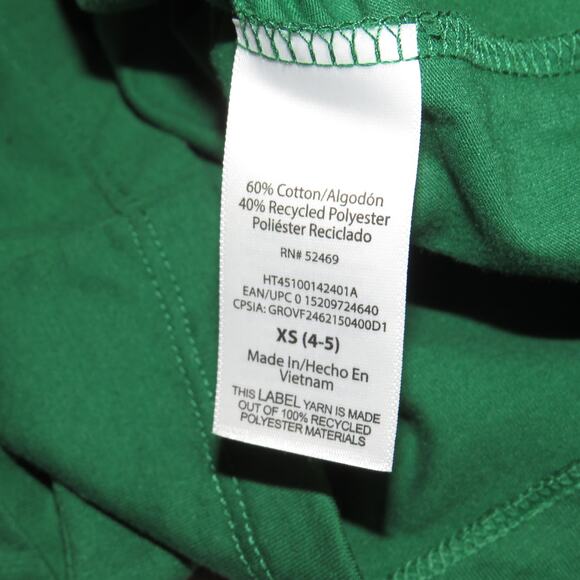 60% Cotton/Algodón
40% Recycled Polyester
Poliéster Reciclado
RN# 52469
HT45100142401A
EAN/UPC 0 15209724640
CPSIA: GROVF2462150400D1
XS (4-5)
Made In/Hecho En
Vietnam
THIS LABEL YARN IS MADE
OUT OF 100% RECYCLED
POLYESTER MATERIALS